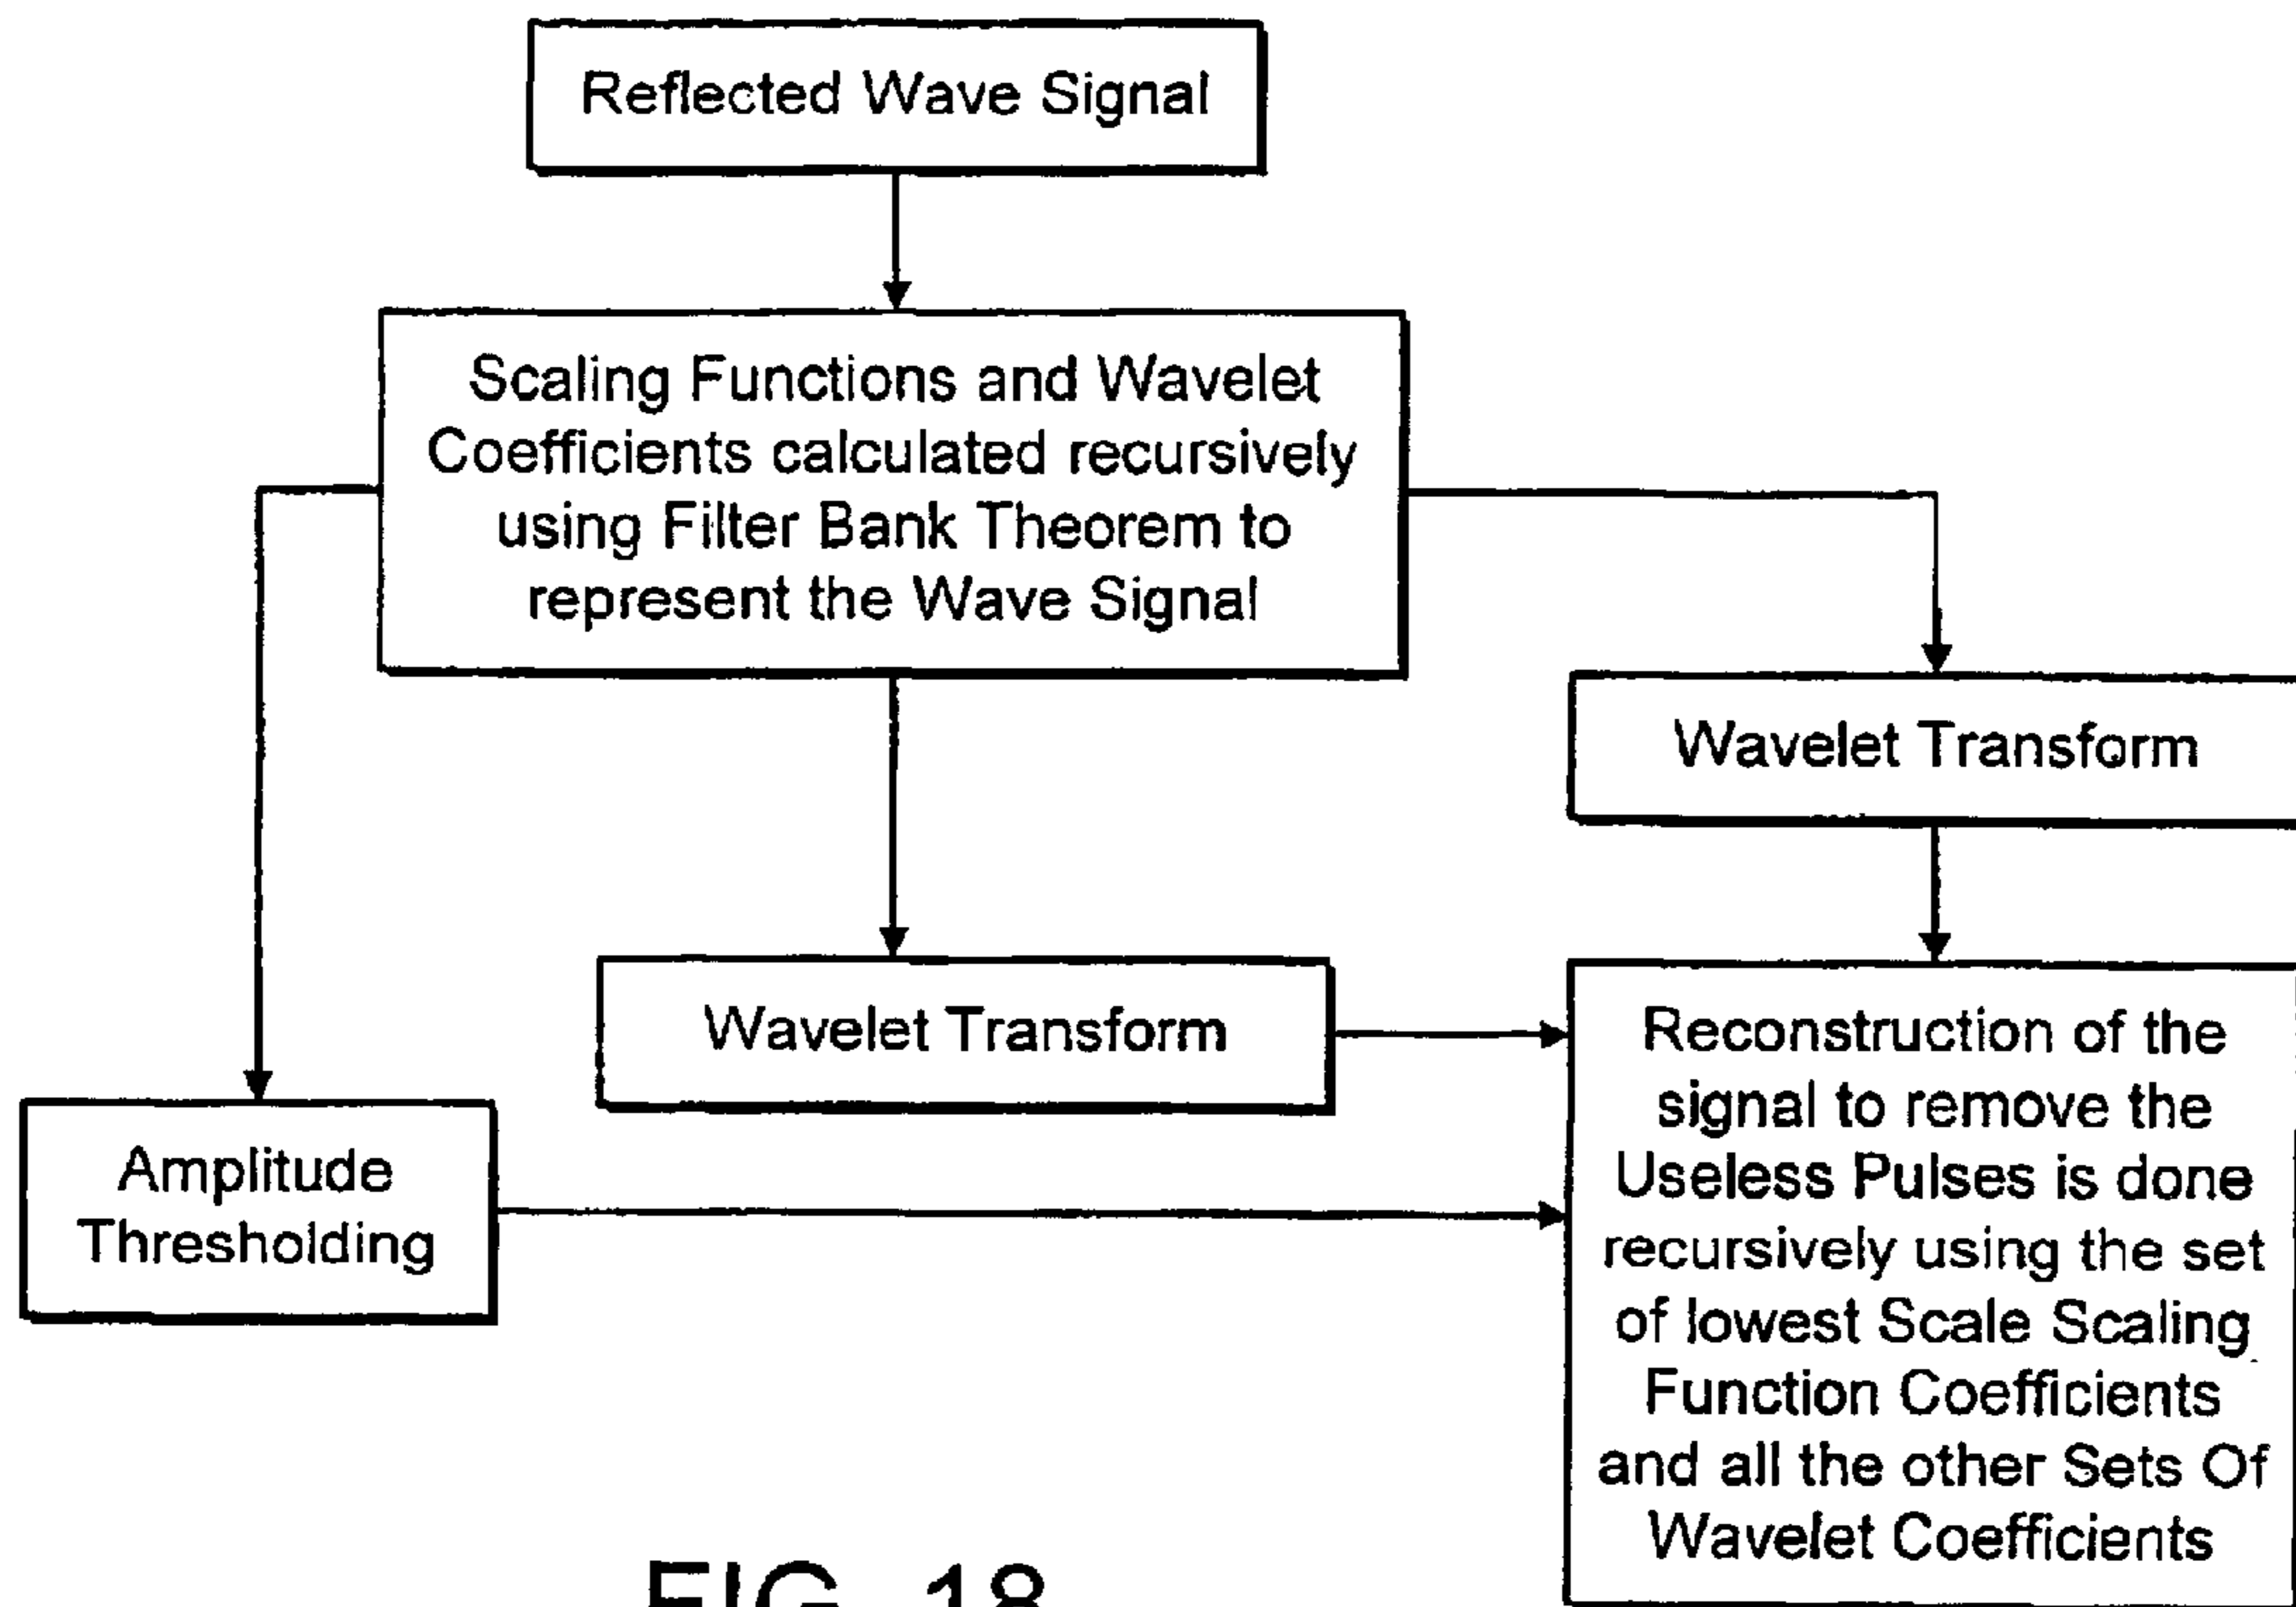 Reflected Wave Signal
Scaling Functions and Wavelet
Coefficients calculated recursively
using Filter Bank Theorem to
represent the Wave Signal
Wavelet Transform
Wavelet Transform
Amplitude
Thresholding
Reconstruction of the
signal to remove the
Useless Pulses is done
recursively using the set
of lowest Scale Scaling
Function Coefficients
and all the other Sets Of
Wavelet Coefficients
FIG. 18